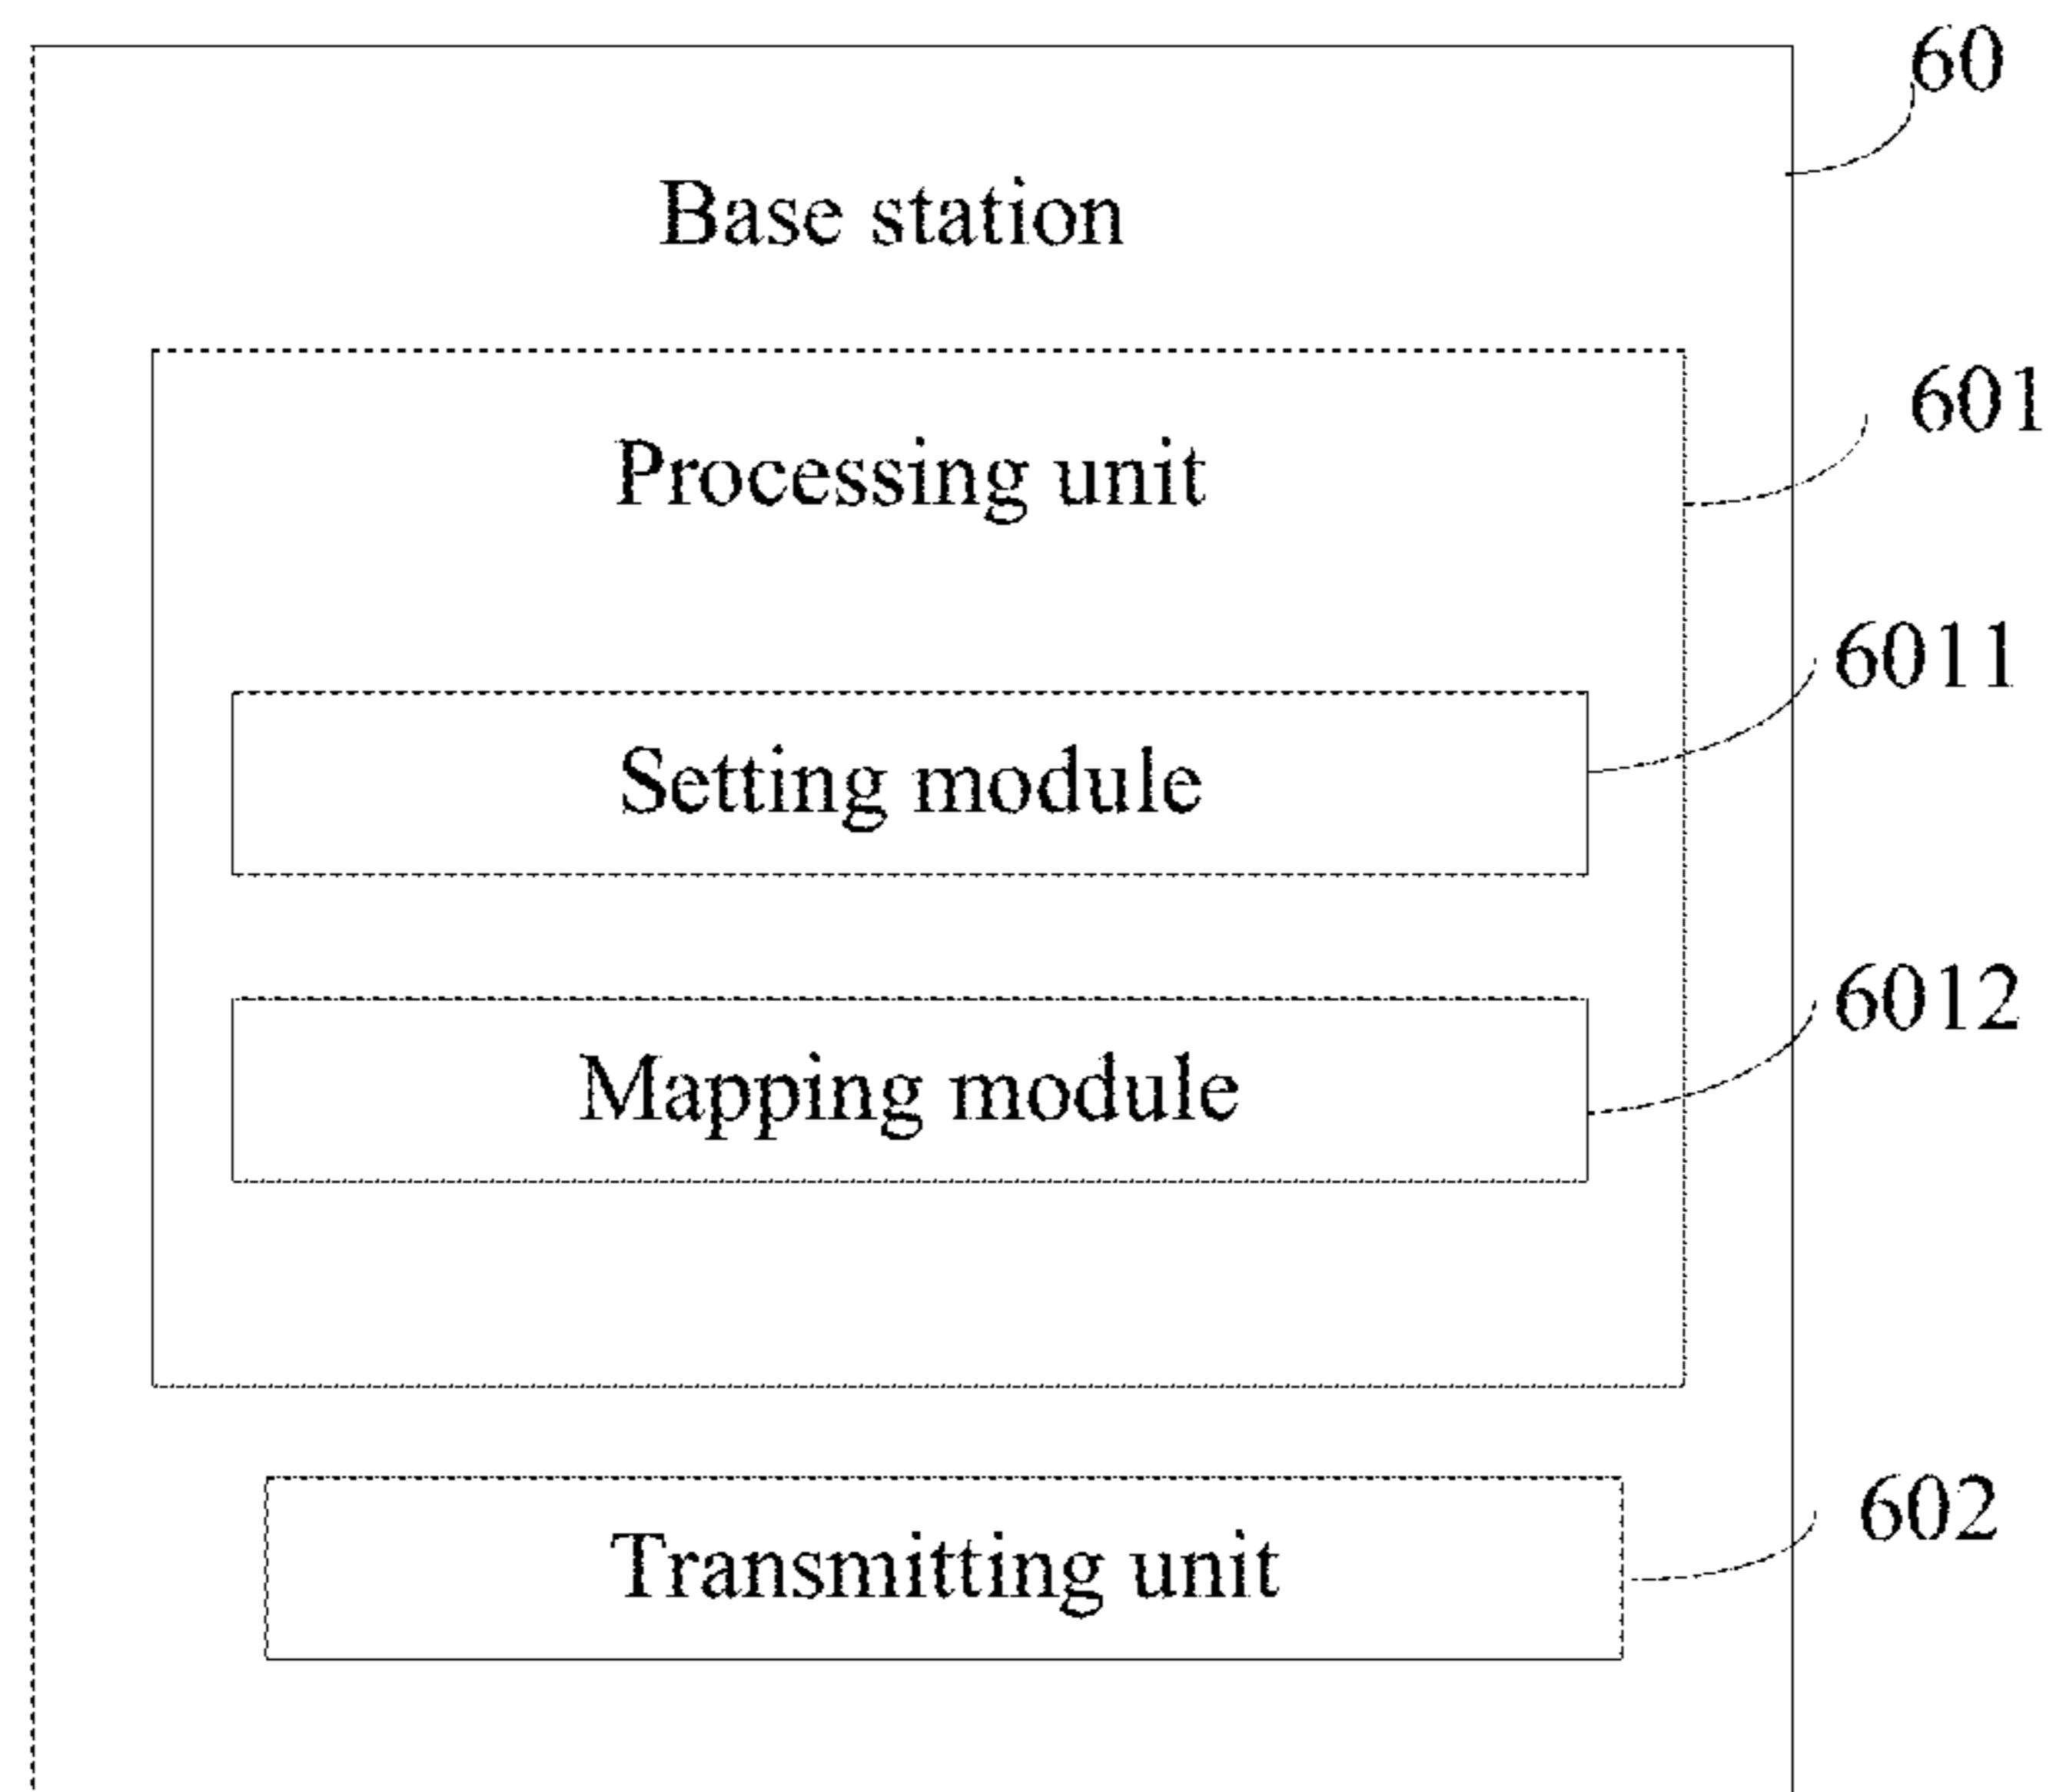 60
Base station
601
Processing unit
6011
Setting module
6012
Mapping module
602
Transmitting unit